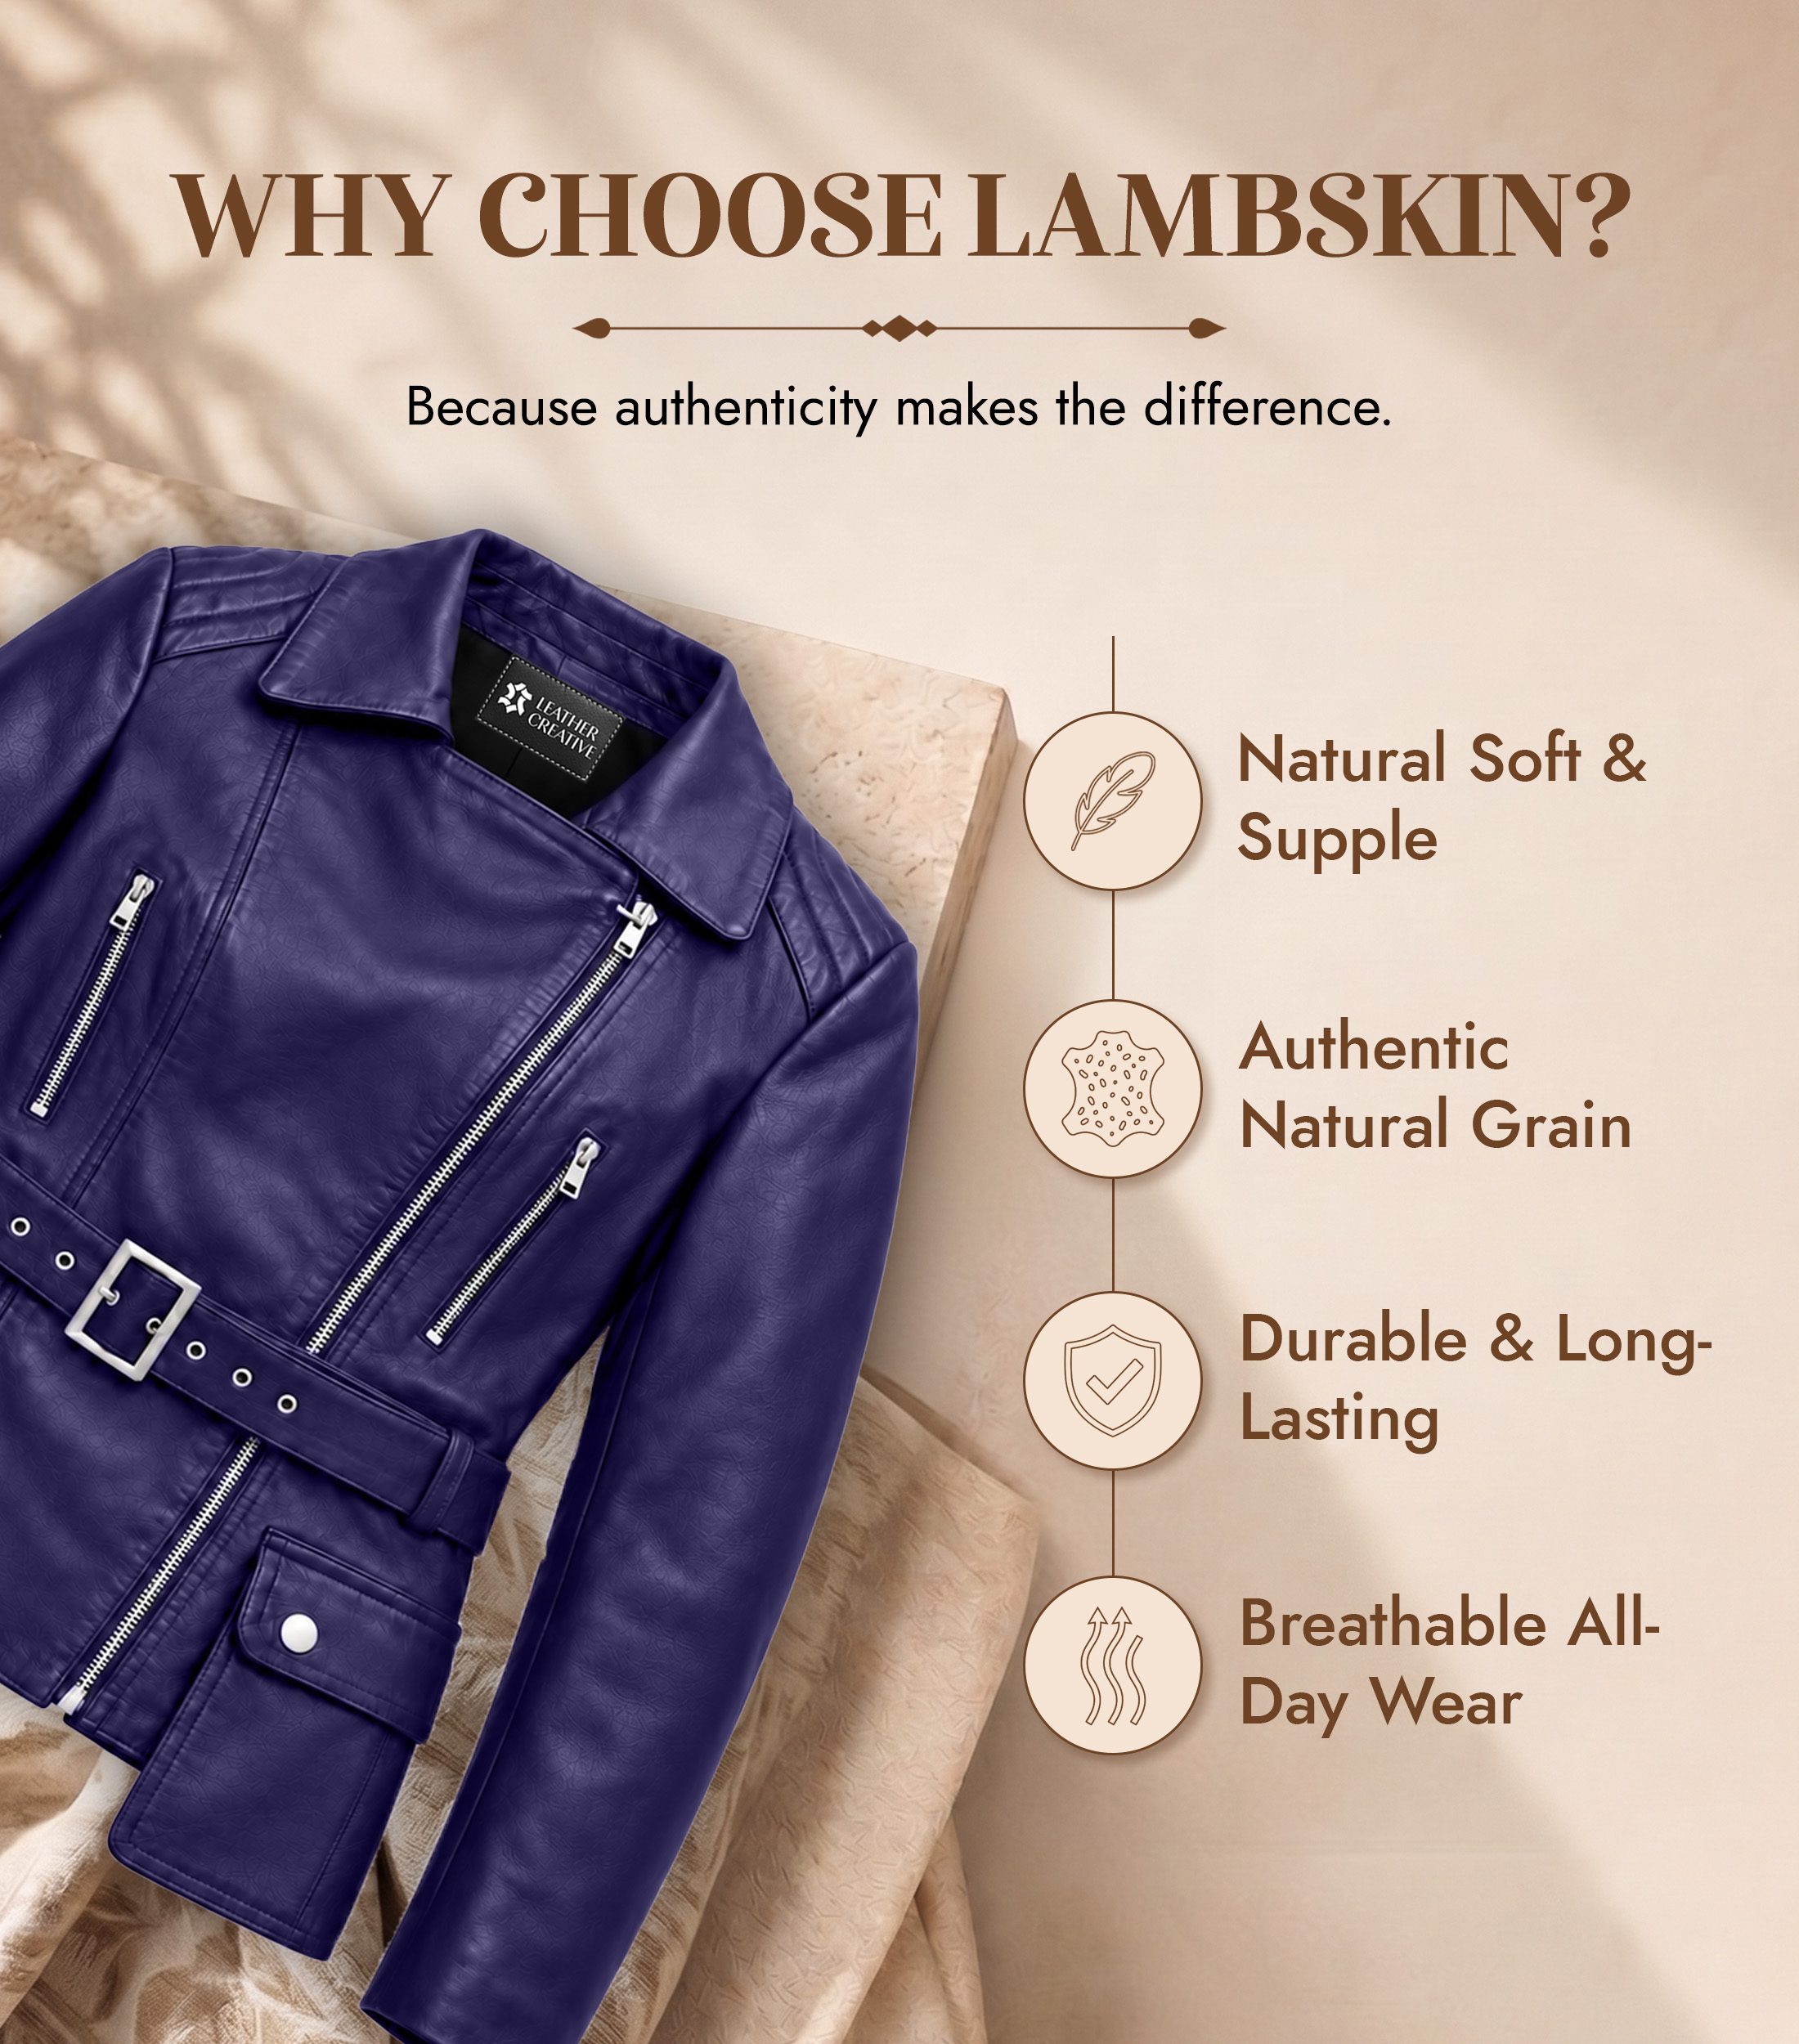 WHY CHOOSE LAMBSKIN?
Because authenticity makes the difference.
LEATHER
CREATIVE
Natural Soft &
Supple
Authentic
Natural Grain
Durable & Long-
Lasting
Breathable All-
Day Wear